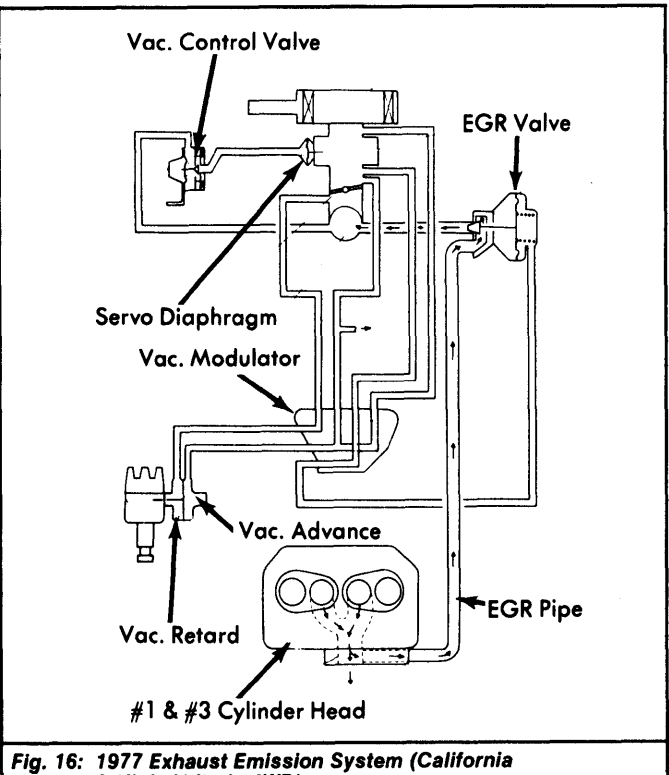 Vac. Control Valve
EGR Valve
Servo Diaphragm
Vac. Modulator
Vac. Advance
EGR Pipe
Vac. Retard
#1 & #3 Cylinder Head
Fig. 16: 1977 Exhaust Emission System (California